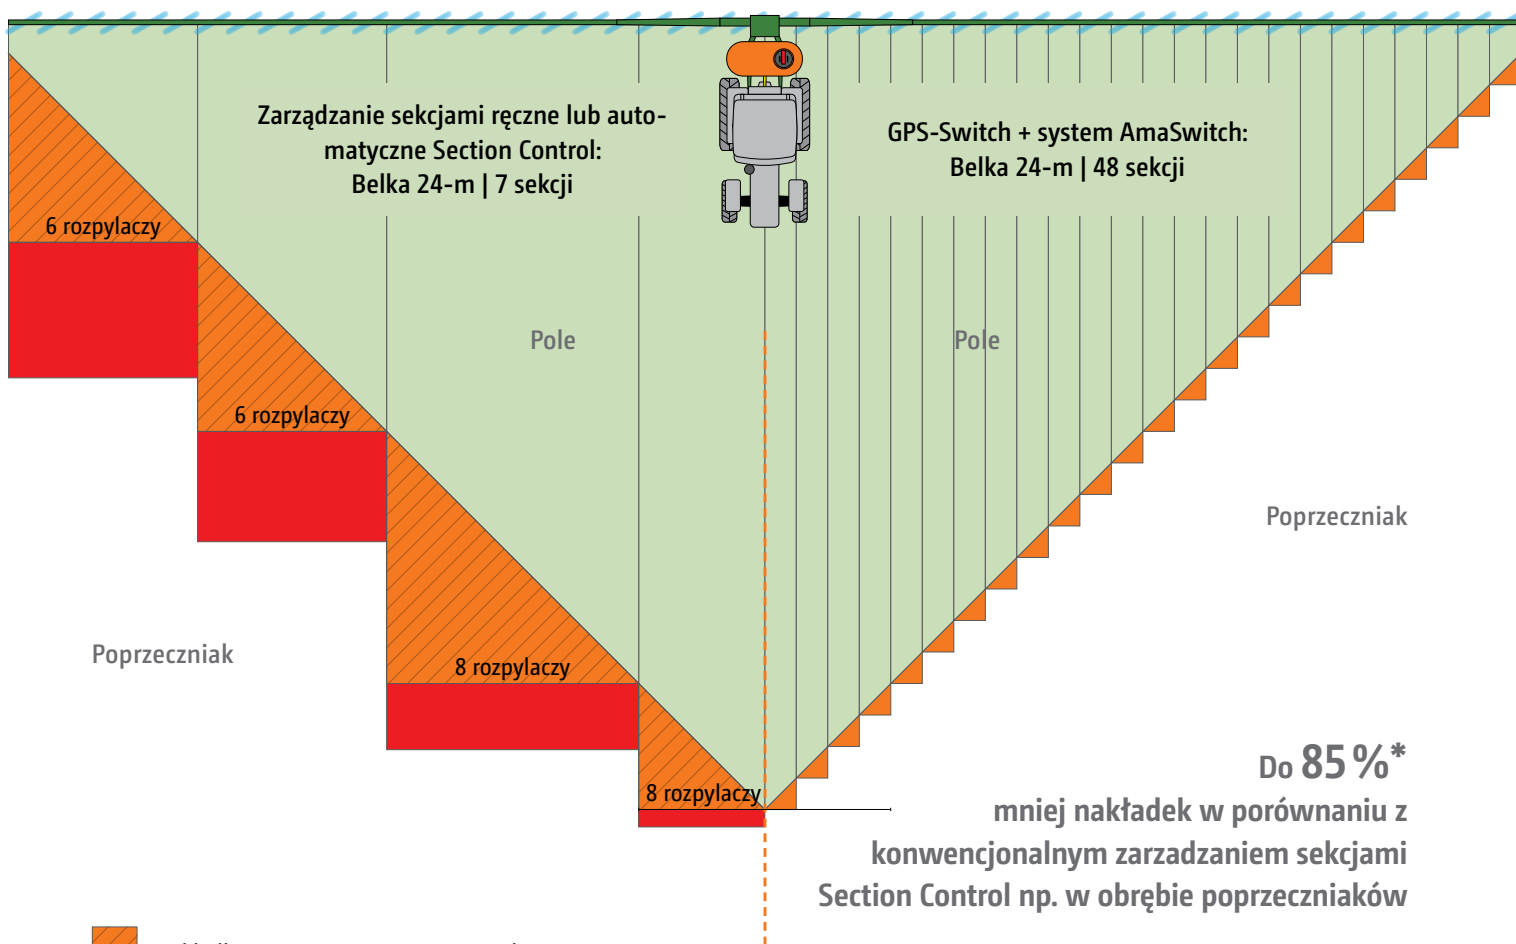 Zarządzanie sekcjami ręczne lub auto-
matyczne Section Control:
Belka 24-m | 7 sekcji
GPS-Switch + system AmaSwitch:
Belka 24-m | 48 sekcji
6 rozpylaczy
Pole
Pole
6 rozpylaczy
Poprzeczniak
Poprzeczniak
8 rozpylaczy
8 rozpylaczy
Do 85 %*
mniej nakładek w porównaniu z
konwencjonalnym zarzadzaniem sekcjami
Section Control np. w obrębie poprzeczniaków